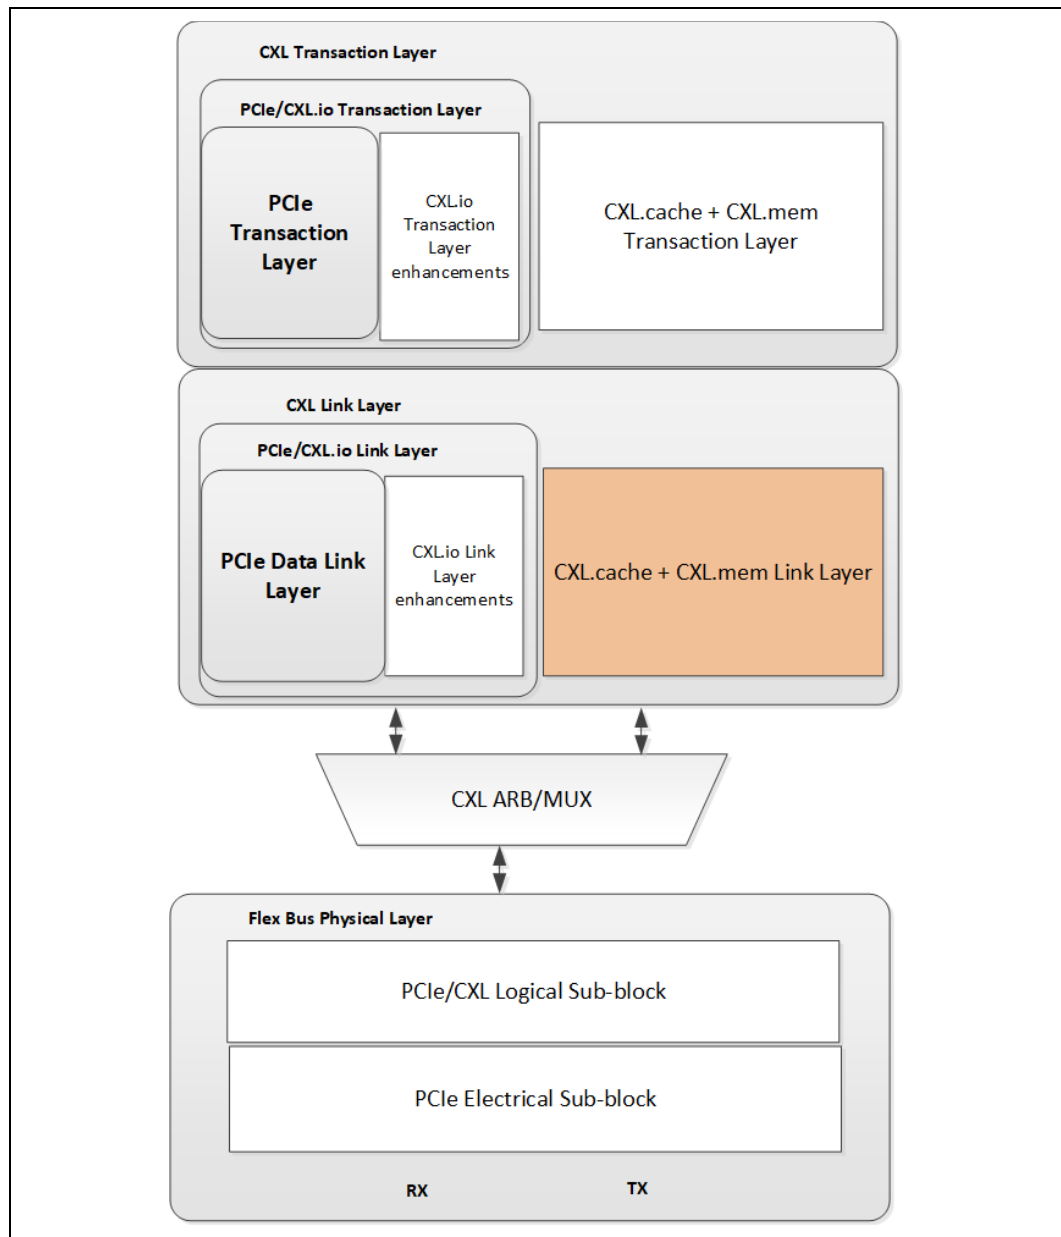 CXL Transaction Layer
PCIe/CXL.io Transaction Layer
PCIe
Transaction
Layer
CXL.io
Transaction
Layer
enhancements
CXL.cache + CXL.mem
Transaction Layer
CXL Link Layer
PCIe/CXL.io Link Layer
PCIe Data Link
Layer
CXL.io Link
Layer
enhancements
CXL.cache + CXL.mem Link Layer
CXL ARB/MUX
Flex Bus Physical Layer
PCIe/CXL Logical Sub-block
PCIe Electrical Sub-block
RX
TX